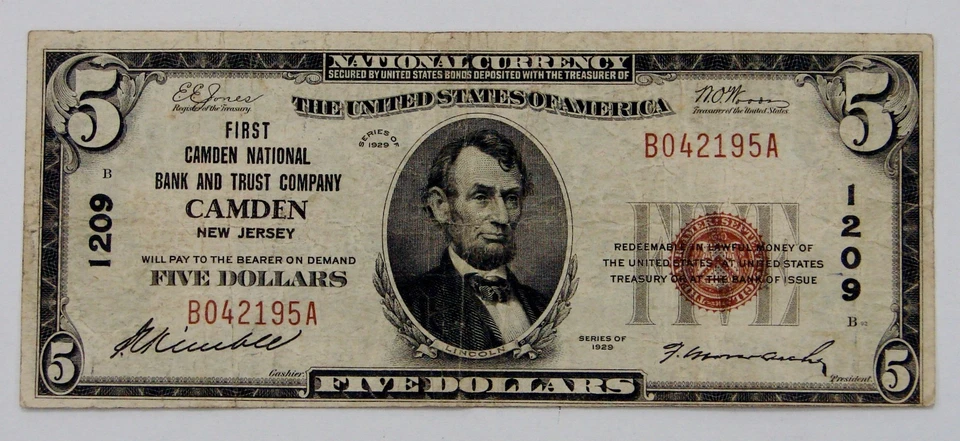 NATIONAL CURRENCY
SECURED BY UNITED STATES BONDS DEPOSITED WITH THE TREASURER OF
THE UNITED STATES OF AMERICA
5
5
E E Jones
Register of the Treasury
W.O. Woods
Treasurer of the United States
SERIES OF
1929
FIRST
CAMDEN NATIONAL
BANK AND TRUST COMPANY
CAMDEN
NEW JERSEY
WILL PAY TO THE BEARER ON DEMAND
FIVE DOLLARS
B042195A
B
1209
B042195A
FIVE
REDEEMABLE IN LAWFUL MONEY OF
THE UNITED STATES AT UNITED STATES
TREASURY OR AT THE BANK OF ISSUE
1209
B
SERIES OF
1929
LINCOLN
Cashier.
President.
5
FIVE DOLLARS
5